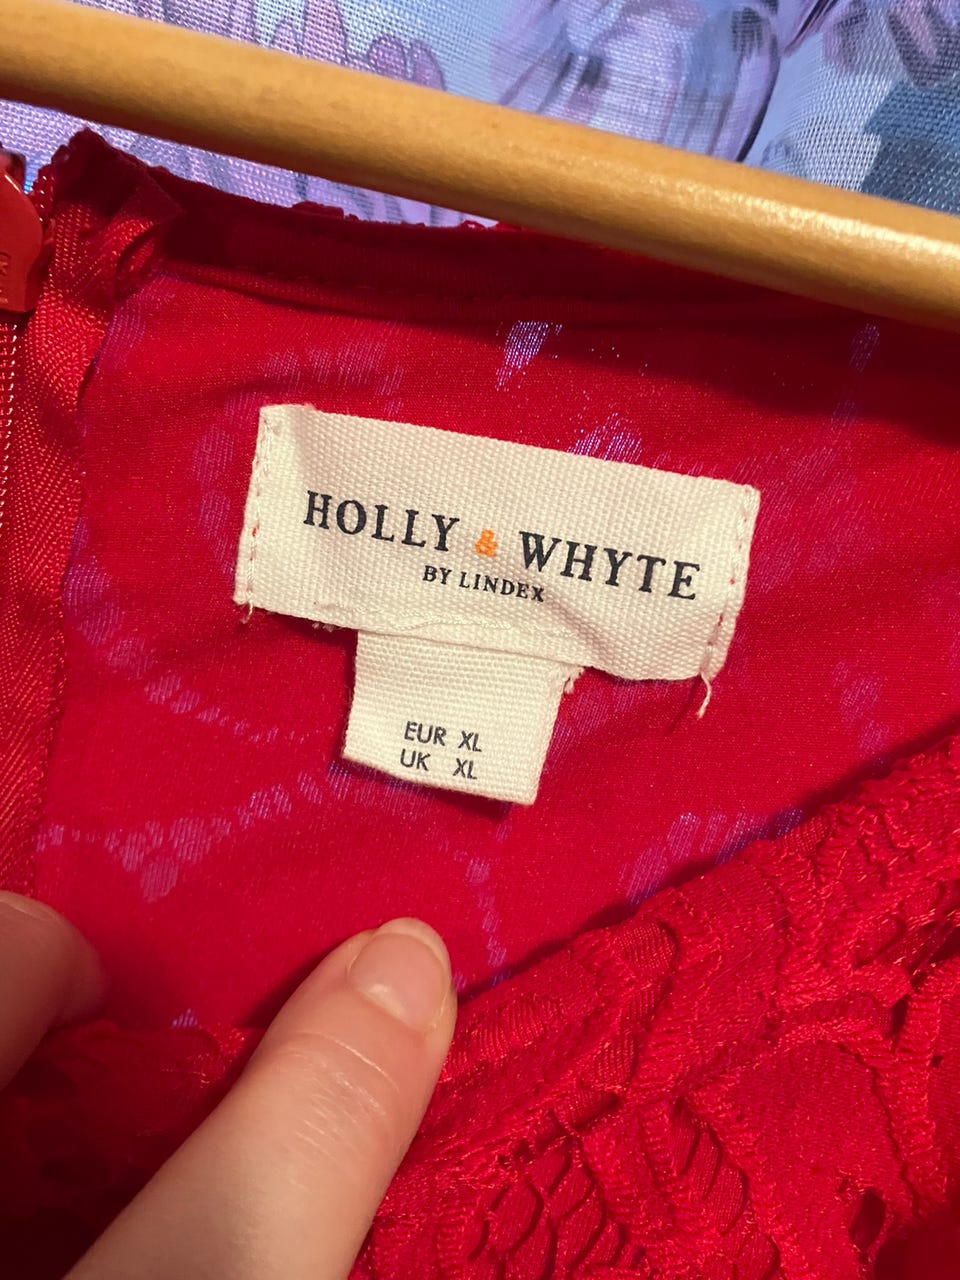 HOLLY & WHYTE
BY LINDEX
EUR XL
UK XL